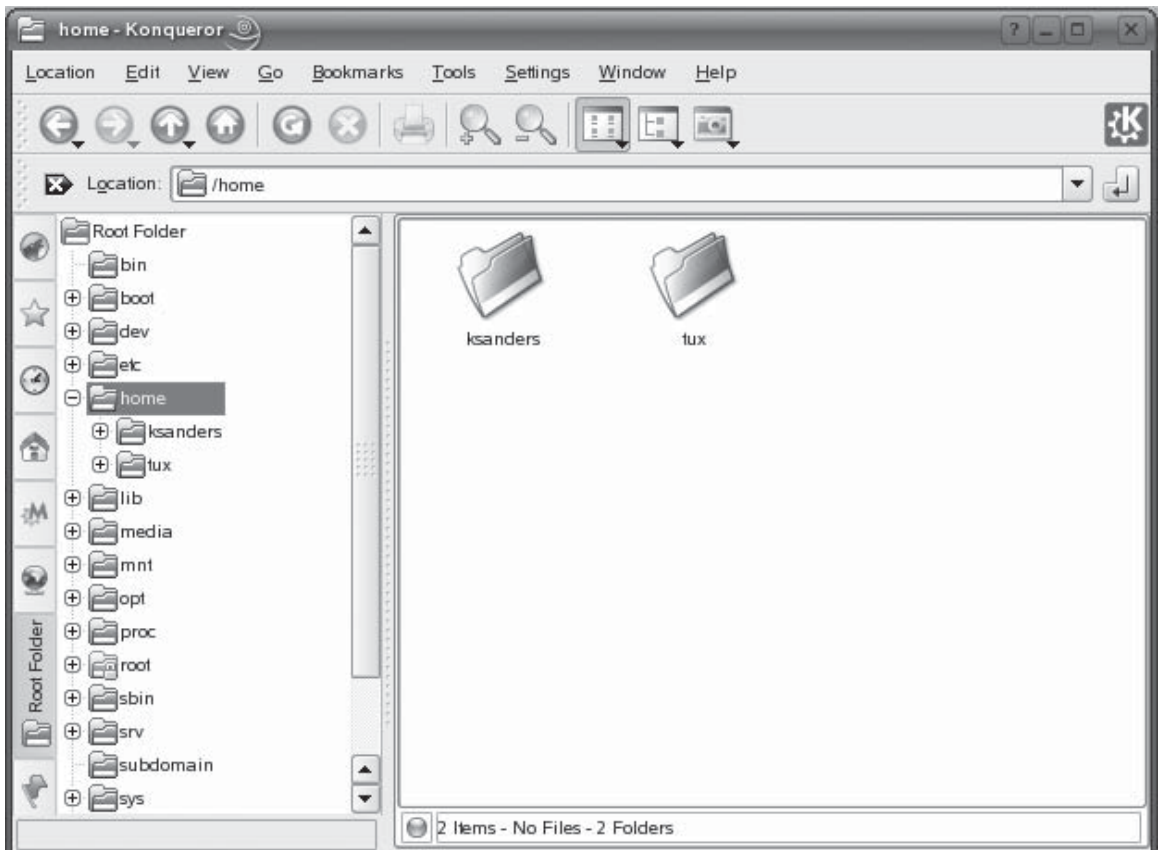 home - Konqueror
Location Edit View Go Bookmarks Tools Settings Window Help
Location: /home
Root Folder
bin
boot
dev
etc
home
ksanders
tux
lib
media
mnt
opt
proc
root
sbin
srv
subdomain
sys
Root Folder
ksanders tux
2 Items - No Files - 2 Folders